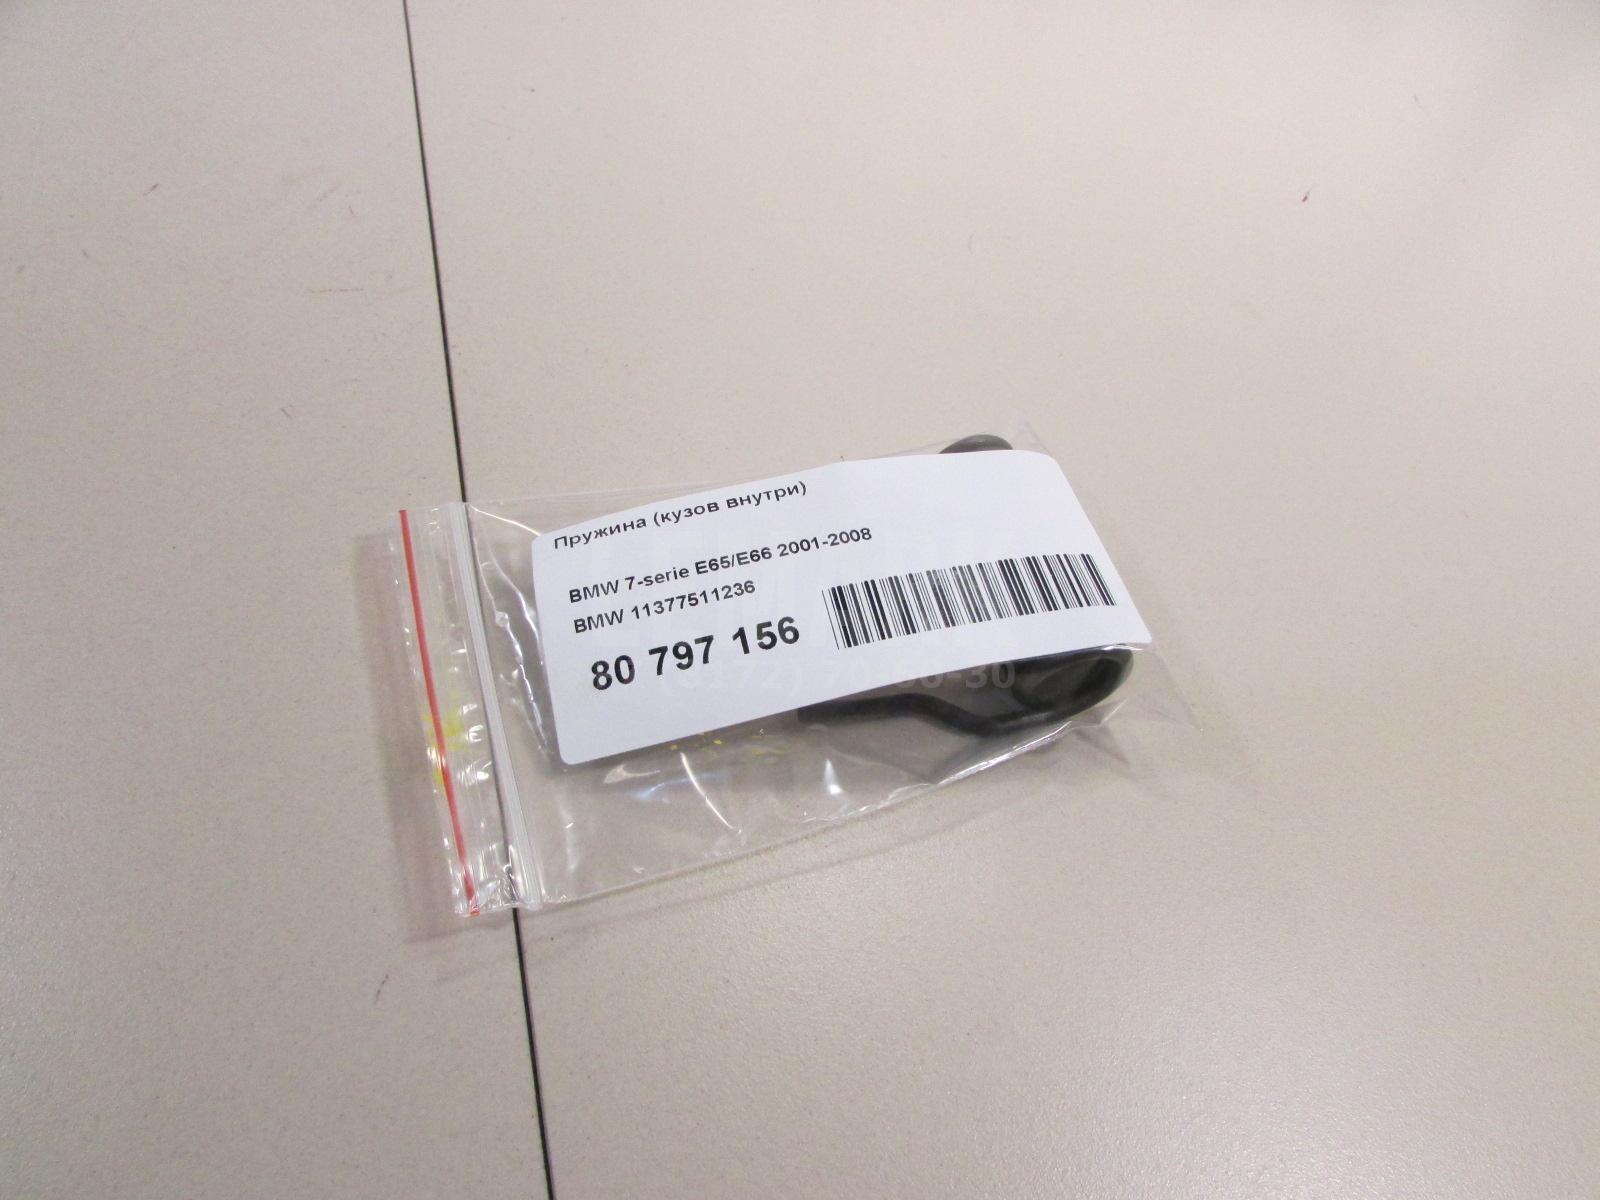 Пружина (кузов внутри)
BMW 7-serie E65/E66 2001-2008
BMW 11377511236
80 797 156